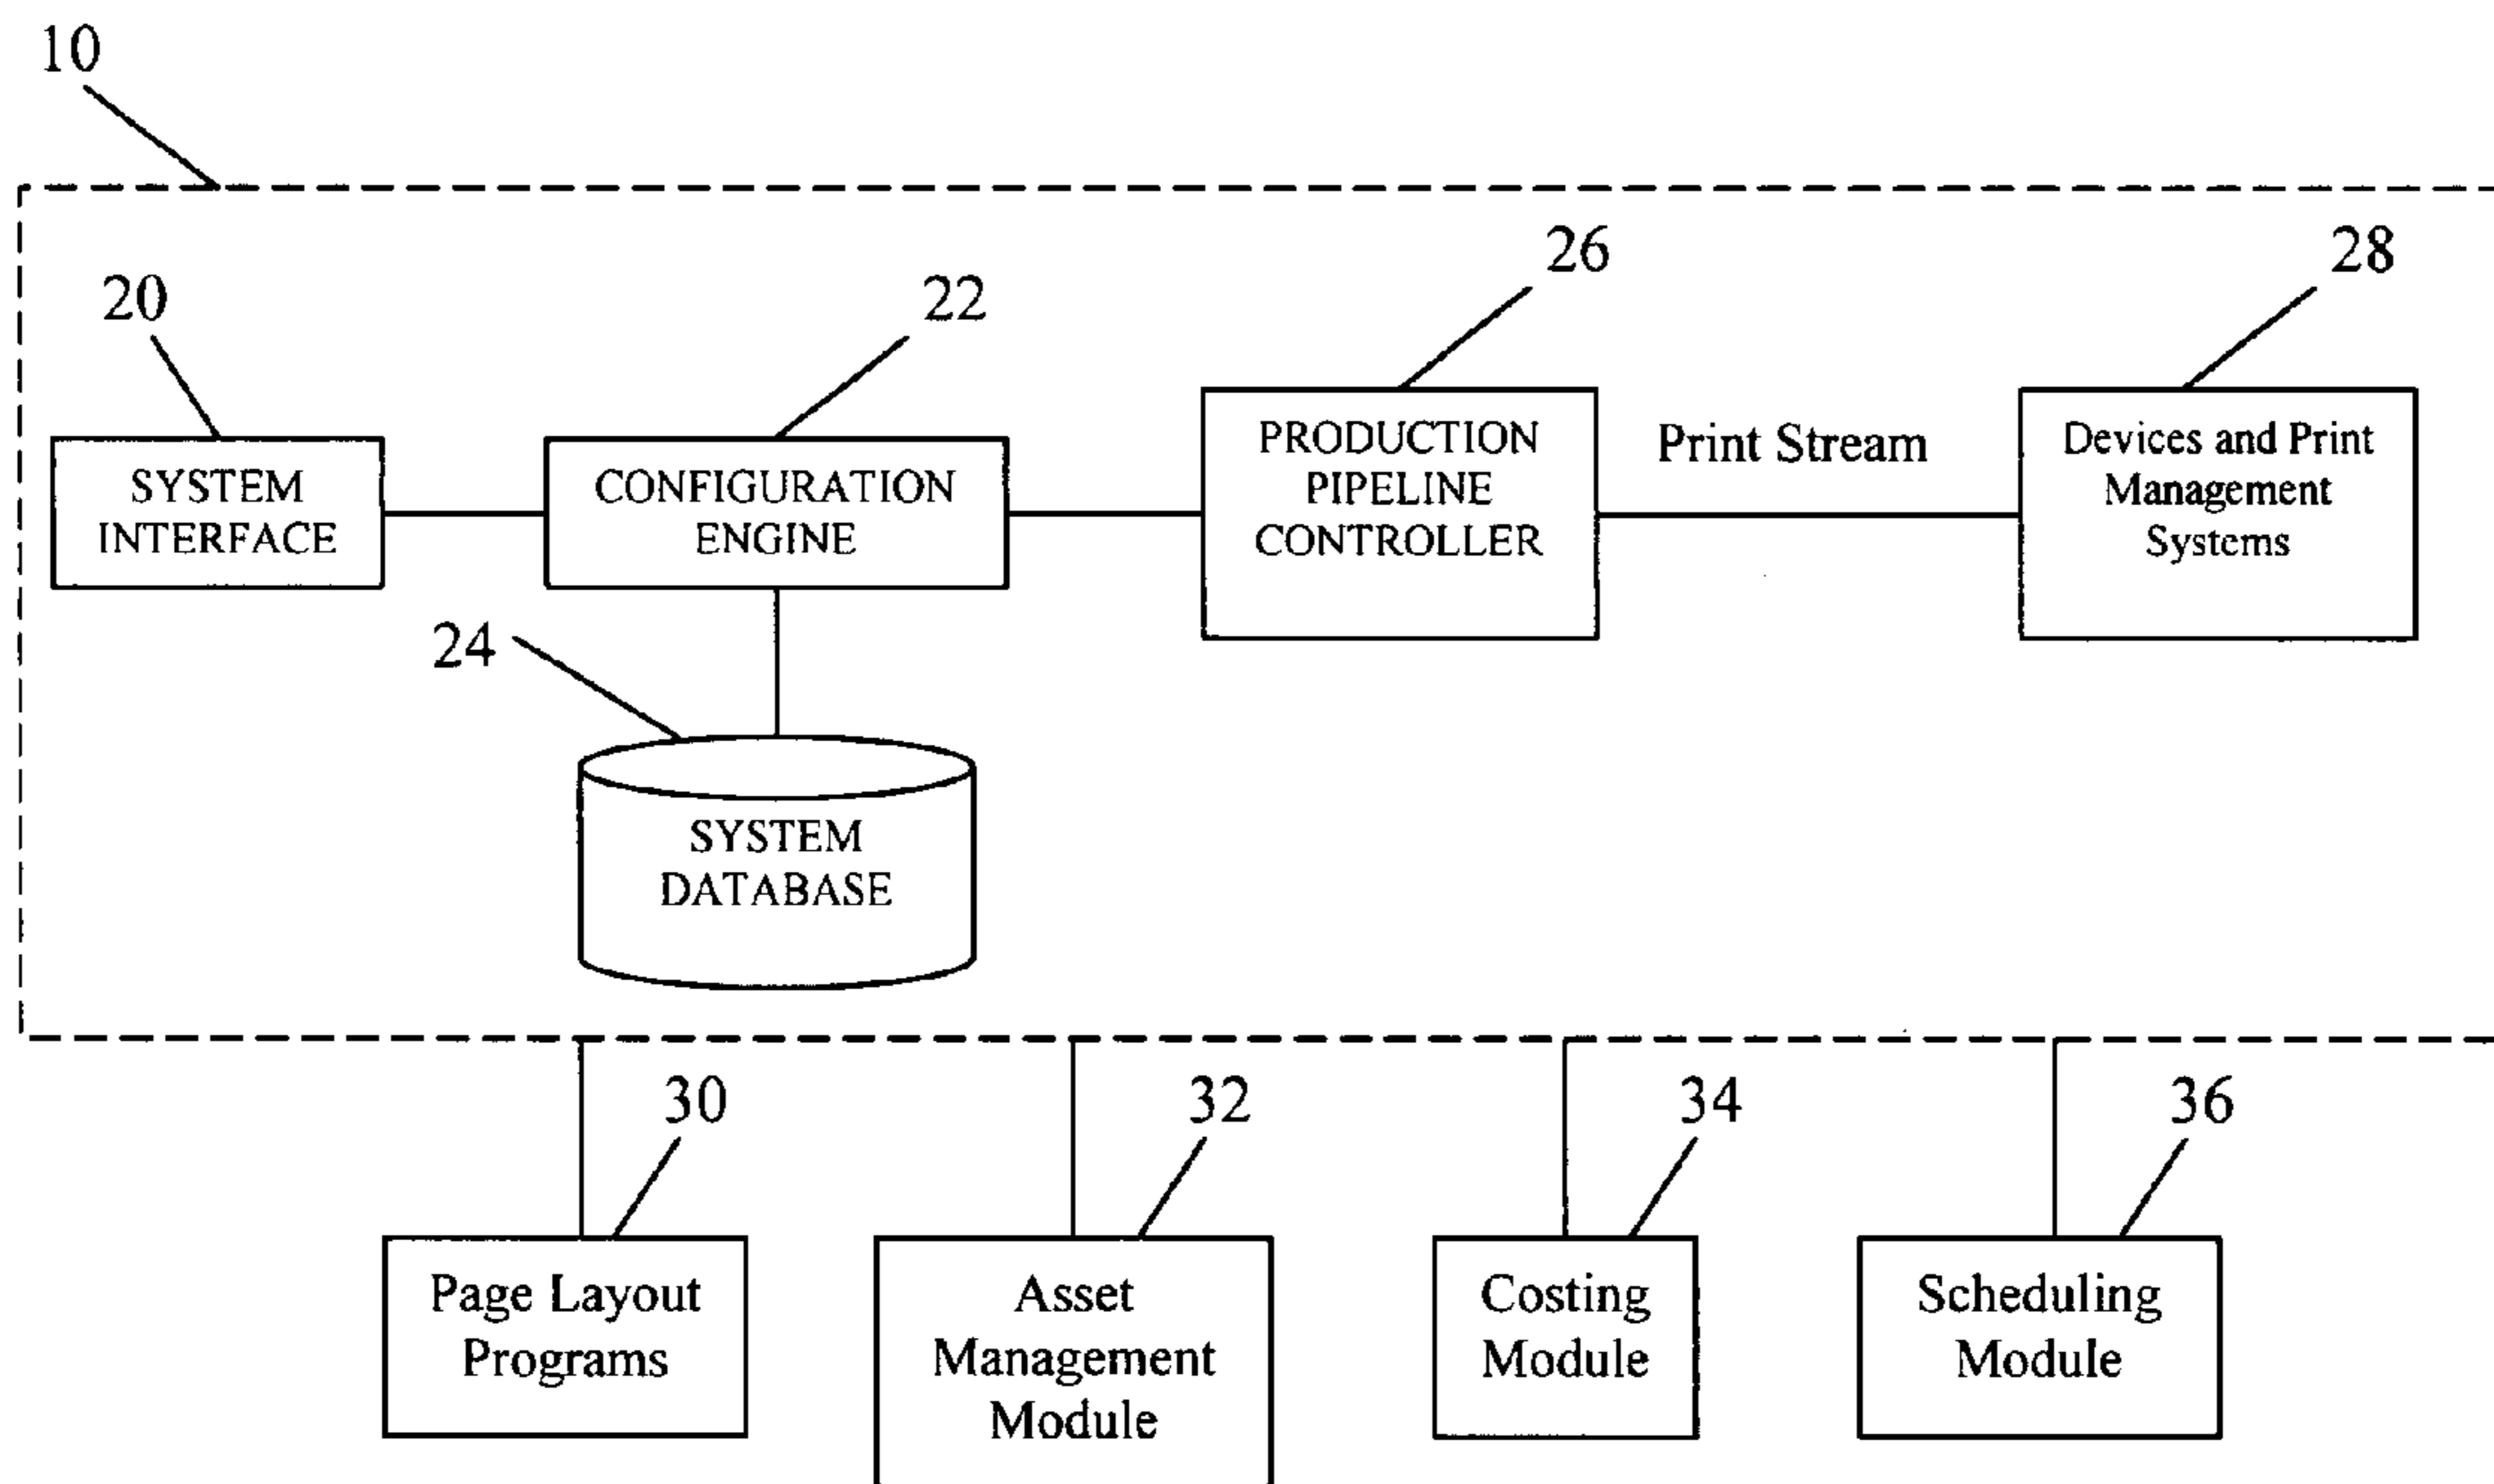 10
26
28
20
22
SYSTEM
INTERFACE
CONFIGURATION
ENGINE
PRODUCTION
PIPELINE
CONTROLLER
Print Stream
Devices and Print
Management
Systems
24
SYSTEM
DATABASE
30
32
34
36
Page Layout
Programs
Asset
Management
Module
Costing
Module
Scheduling
Module